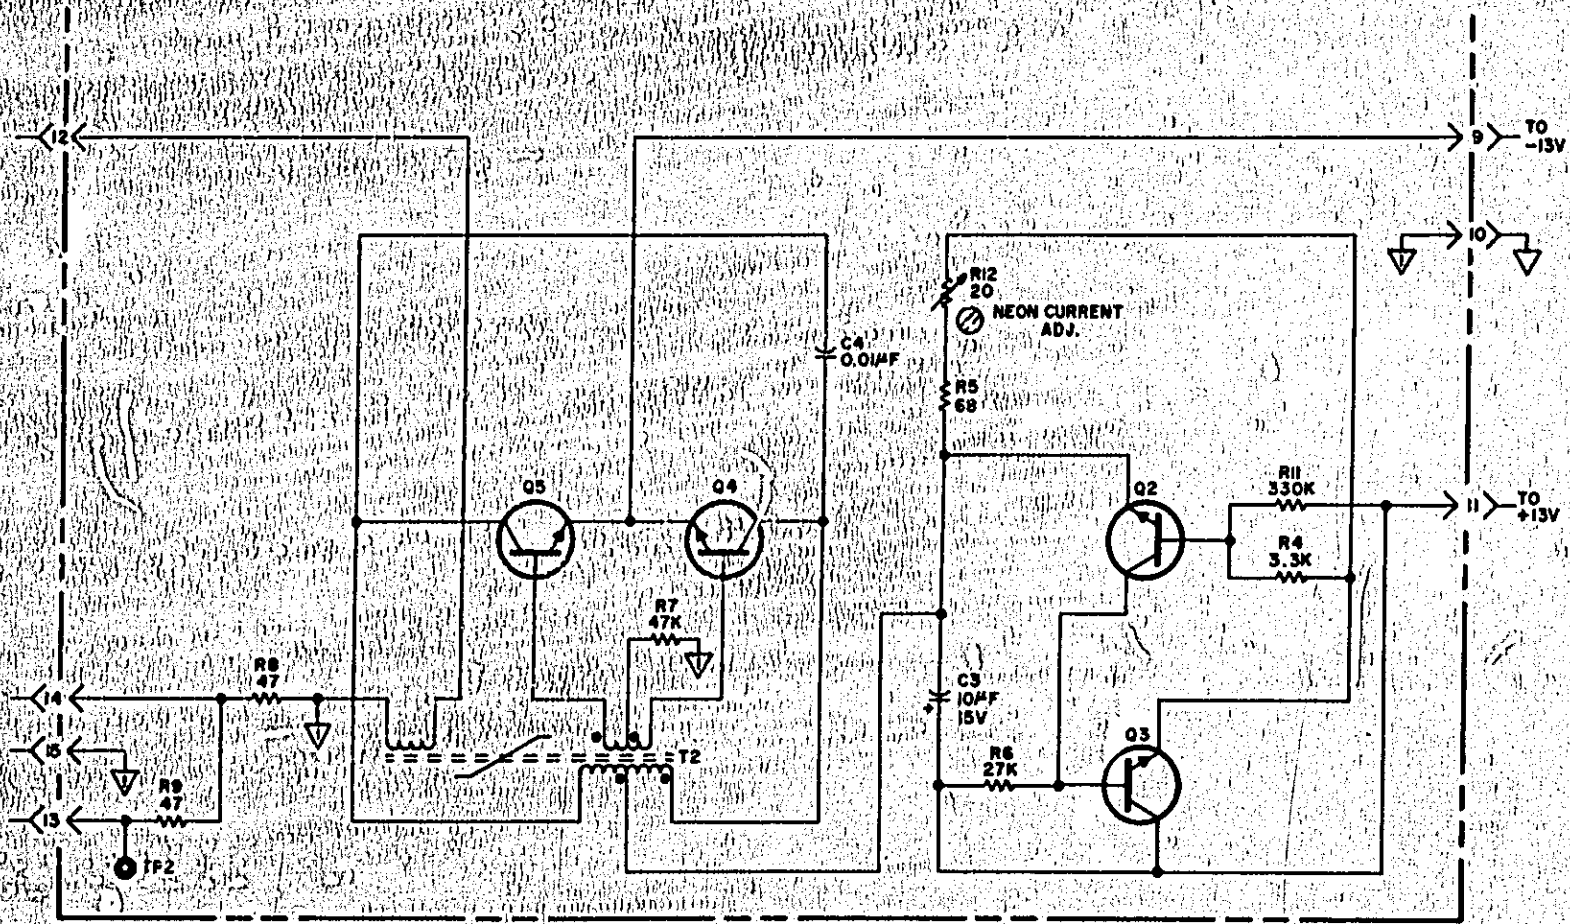 12
9
TO
-13V
10
R12
20
NEON CURRENT
ADJ.
C4
0.01µF
R5
68
Q5
Q4
Q2
R11
330K
11
TO
+13V
R4
3.3K
R7
47K
R8
47
14
C3
10µF
15V
+
15
T2
Q3
R6
27K
R9
47
13
TP2